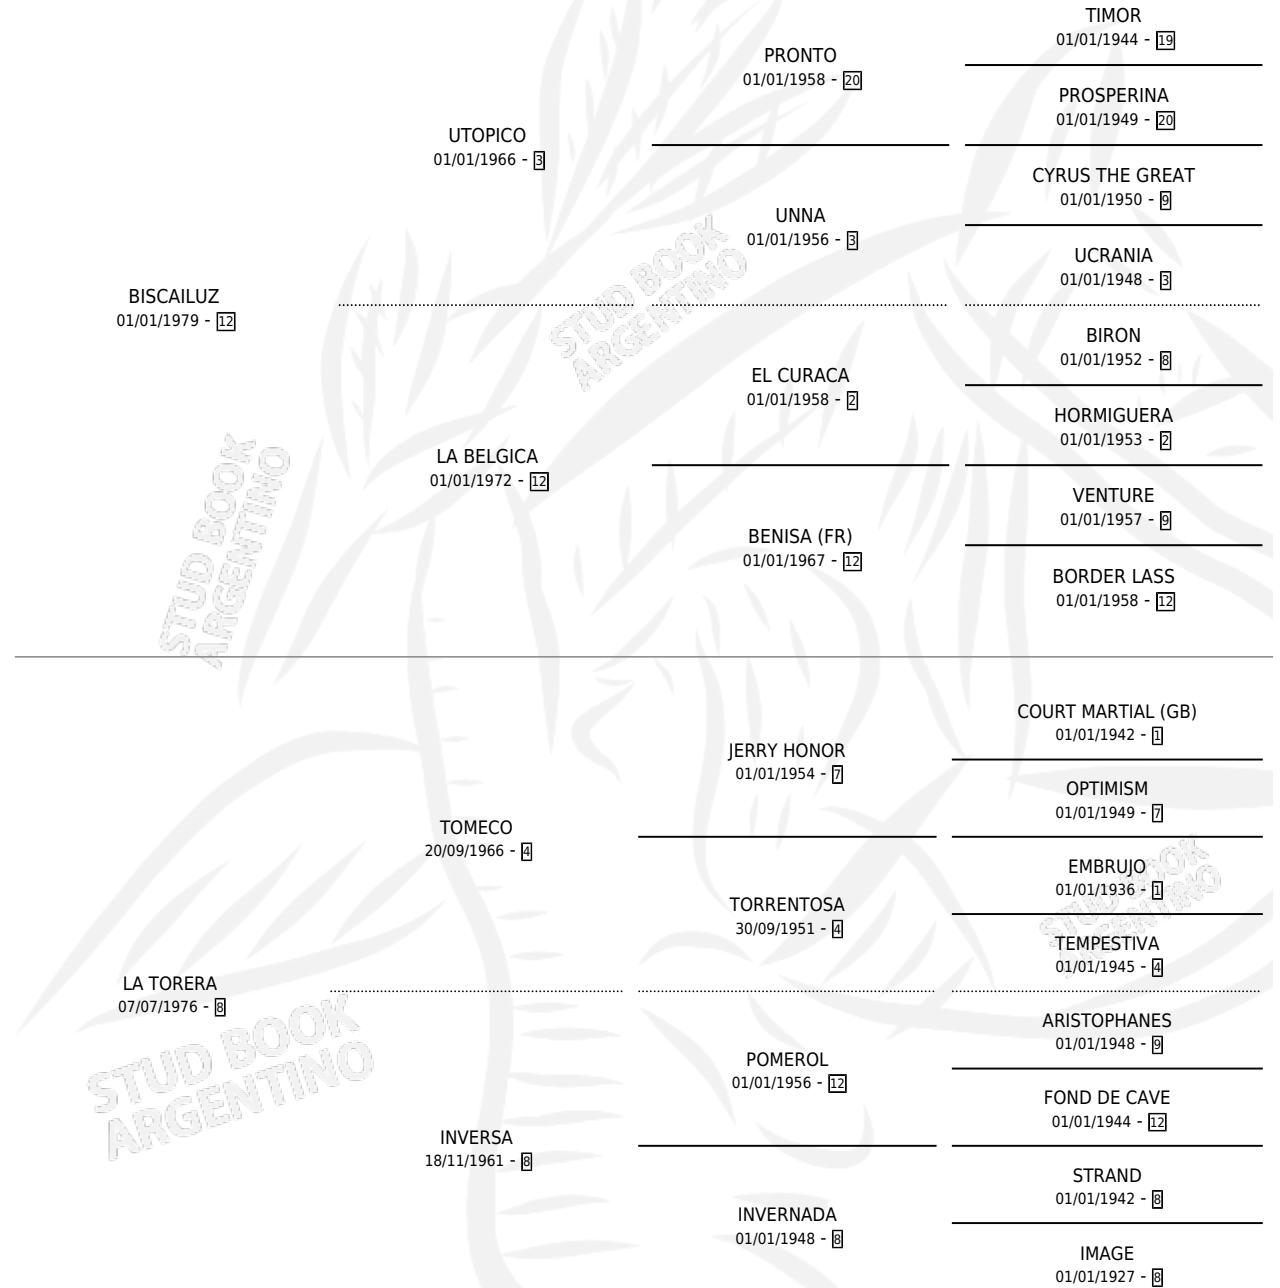 TIMOR
01/01/1944 - 19
PRONTO
01/01/1958 - 20
PROSPERINA
01/01/1949 - 20
UTOPICO
01/01/1966 - 3
CYRUS THE GREAT
01/01/1950 - 9
UNNA
01/01/1956 - 3
UCRANIA
01/01/1948 - 3
BISCAILUZ
01/01/1979 - 12
BIRON
01/01/1952 - 8
EL CURACA
01/01/1958 - 2
HORMIGUERA
01/01/1953 - 2
LA BELGICA
01/01/1972 - 12
VENTURE
01/01/1957 - 9
BENISA (FR)
01/01/1967 - 12
BORDER LASS
01/01/1958 - 12
STUD BOOK
ARGENTINO
STUD BOOK
ARGENTINO
COURT MARTIAL (GB)
01/01/1942 - 1
JERRY HONOR
01/01/1954 - 7
OPTIMISM
01/01/1949 - 7
TOMECO
20/09/1966 - 4
EMBRUJO
01/01/1936 - 1
TORRENTOSA
30/09/1951 - 4
TEMPESTIVA
01/01/1945 - 4
LA TORERA
07/07/1976 - 8
ARISTOPHANES
01/01/1948 - 9
POMEROL
01/01/1956 - 12
FOND DE CAVE
01/01/1944 - 12
INVERSA
18/11/1961 - 8
STRAND
01/01/1942 - 8
INVERNADA
01/01/1948 - 8
IMAGE
01/01/1927 - 8
STUD BOOK
ARGENTINO
STUD BOOK
ARGENTINO